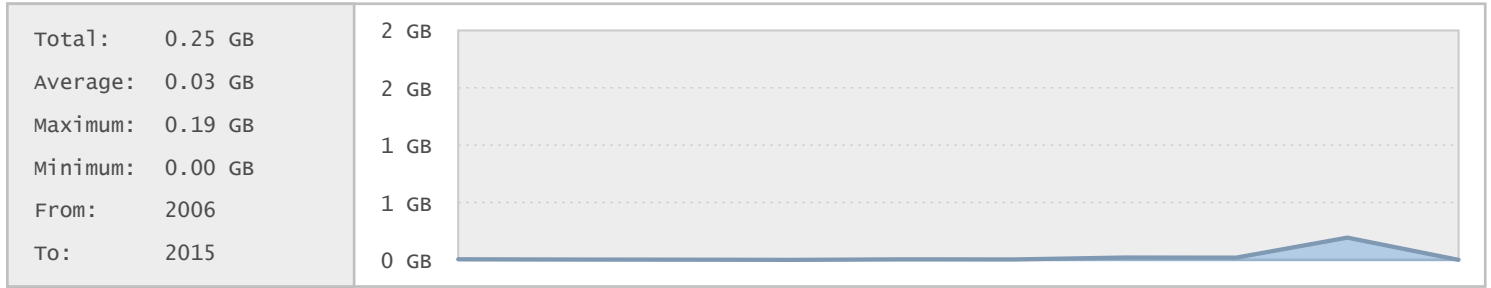 Total: 0.25 GB
Average: 0.03 GB
Maximum: 0.19 GB
Minimum: 0.00 GB
From: 2006
To: 2015
2 GB
2 GB
1 GB
1 GB
0 GB